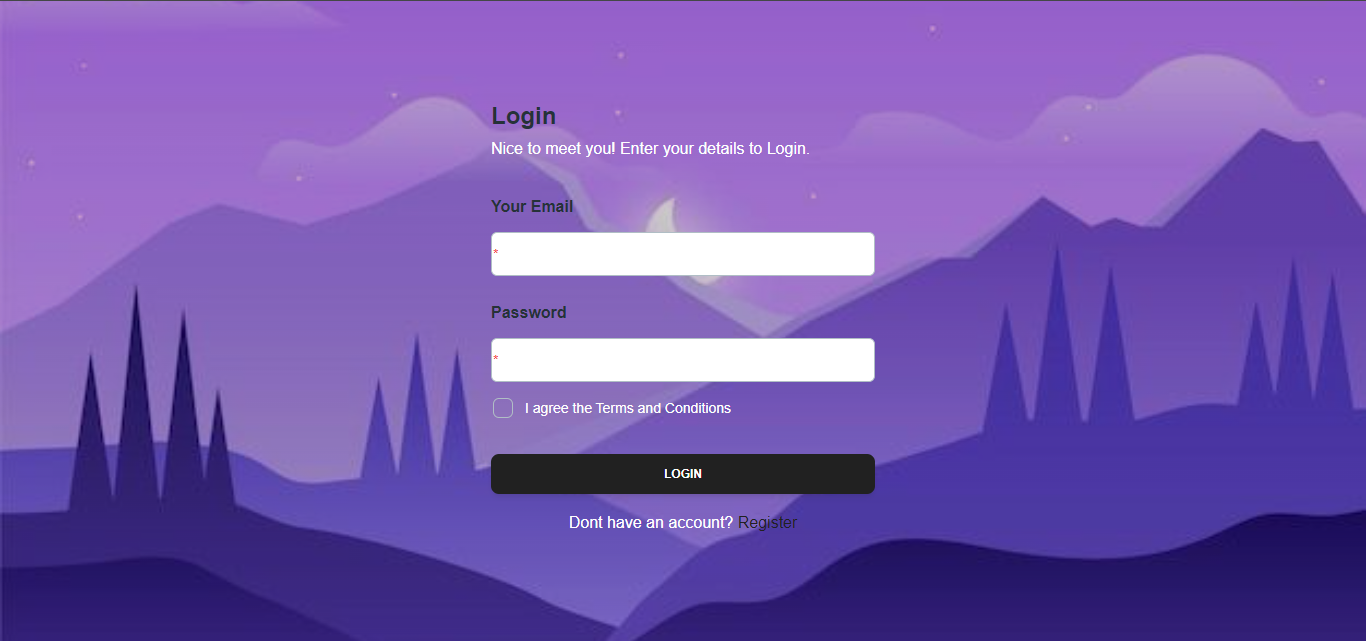 Login
Nice to meet you! Enter your details to Login.
Your Email
*
Password
*
I agree the Terms and Conditions
LOGIN
Dont have an account? Register